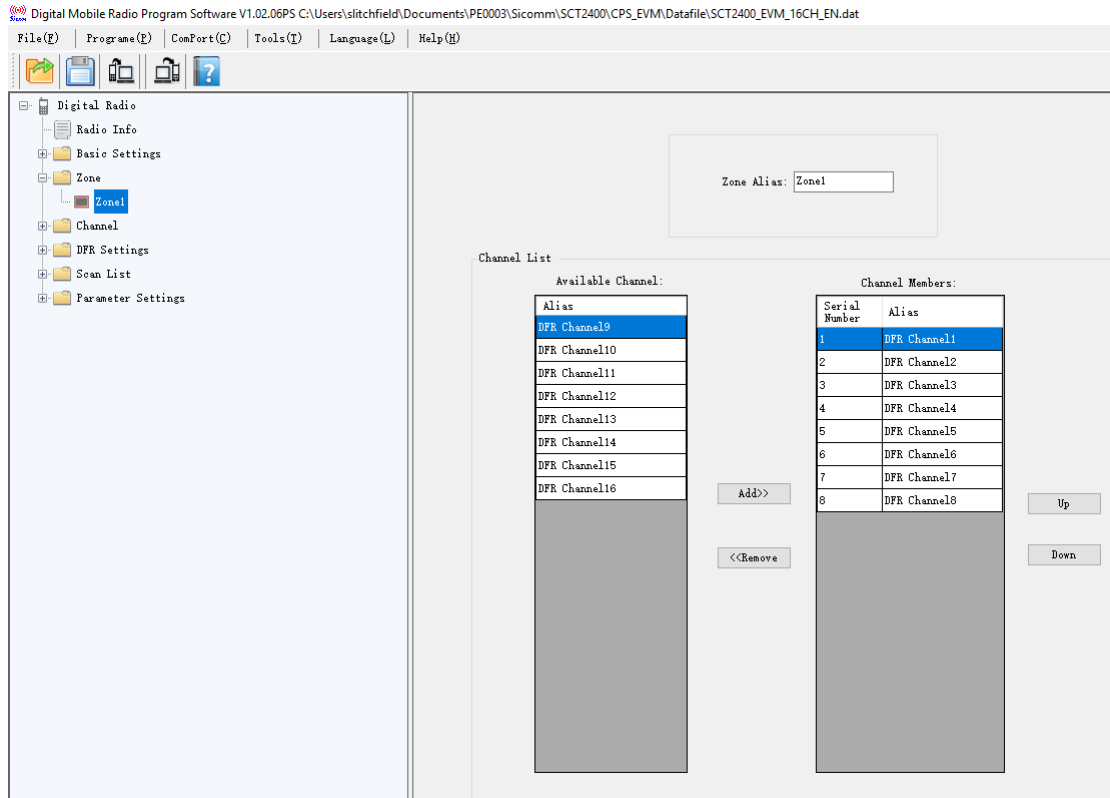 Digital Mobile Radio Program Software V1.02.06PS C:\Users\slitchfield\Documents\PE0003\Sicomm\SCT2400\CPS_EVM\Datafile\SCT2400_EVM_16CH_EN.dat
File(F) Programe(P) ComPort(C) Tools(T) Language(L) Help(H)
Digital Radio
Radio Info
Basic Settings
Zone
Zone1
Channel
DFR Settings
Scan List
Parameter Settings
Zone Alias: Zone1
Channel List
Available Channel:
Alias
DFR Channel9
DFR Channel10
DFR Channel11
DFR Channel12
DFR Channel13
DFR Channel14
DFR Channel15
DFR Channel16
Add>>
<<Remove
Channel Members:
Serial Number Alias
1 DFR Channel1
2 DFR Channel2
3 DFR Channel3
4 DFR Channel4
5 DFR Channel5
6 DFR Channel6
7 DFR Channel7
8 DFR Channel8
Up
Down